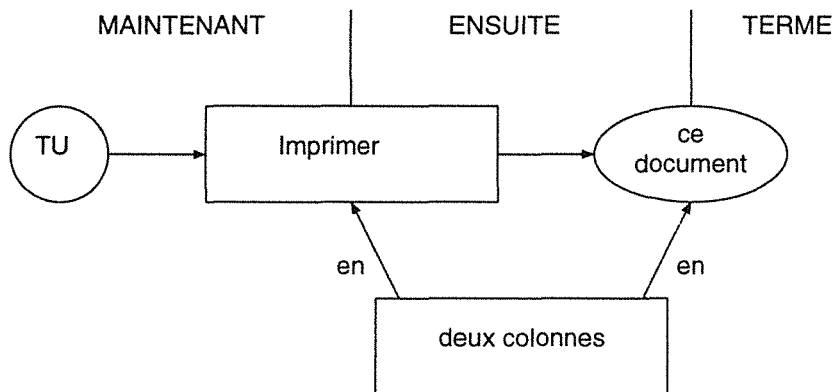 MAINTENANT ENSUITE TERME
TU
Imprimer
ce
document
en en
deux colonnes